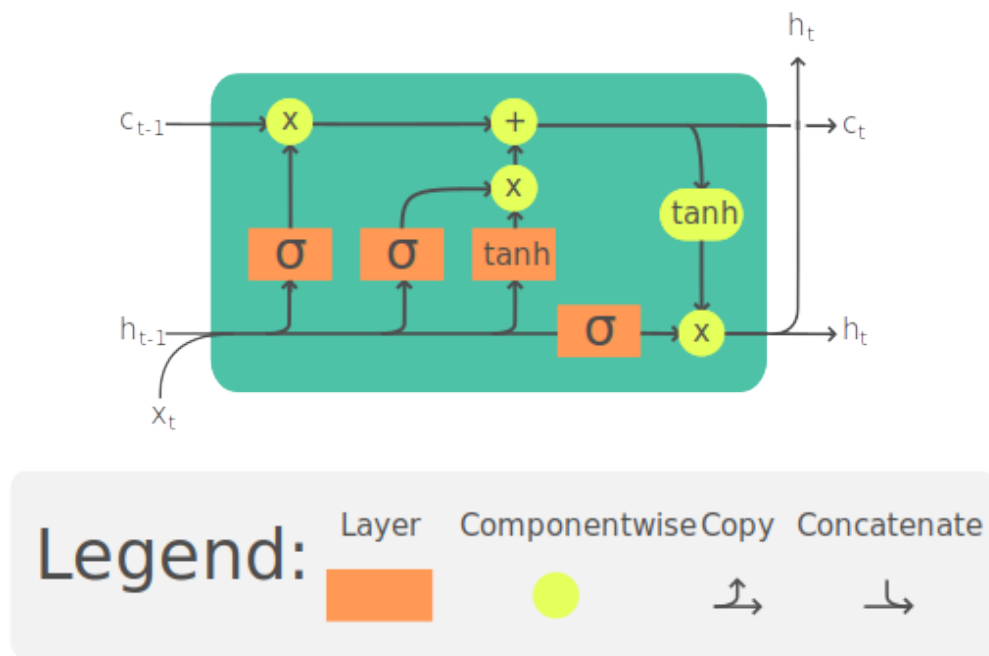 h_t
c_{t-1} x + c_t
x
tanh
σ σ tanh
h_{t-1} σ x h_t
x_t
Legend:
Layer Componentwise Copy Concatenate